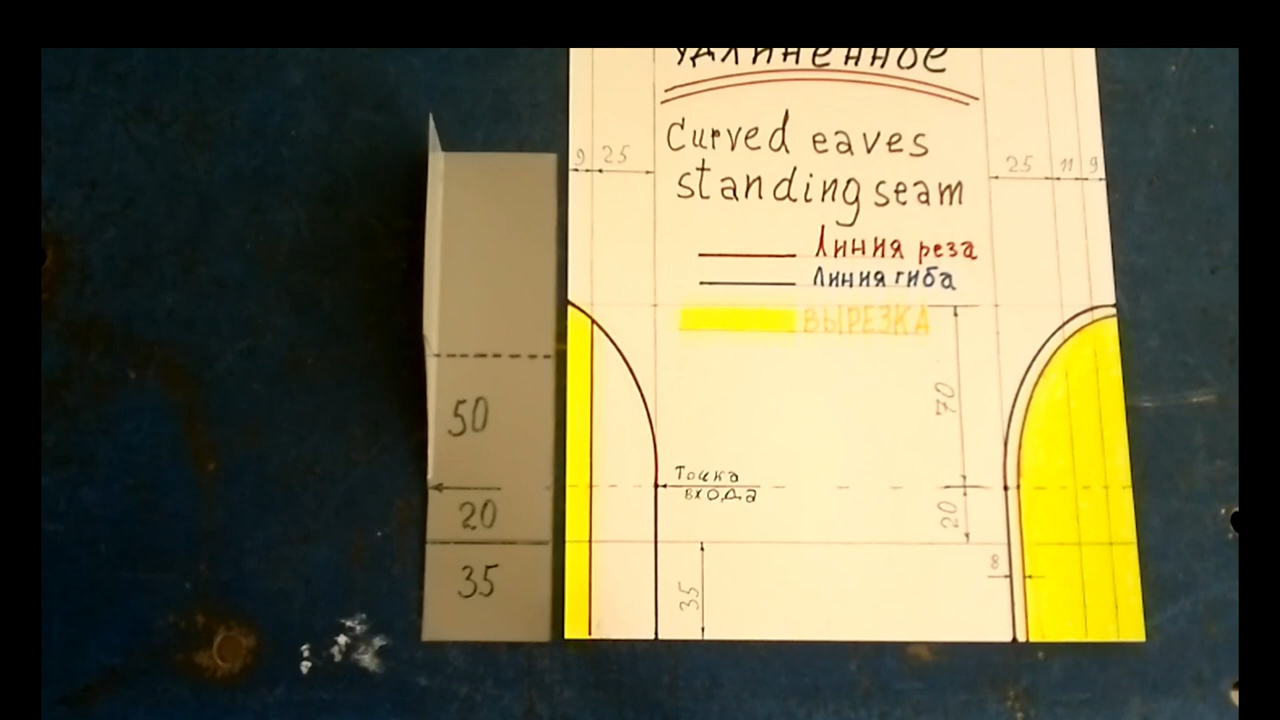 удлинённое
Curved eaves
standing seam
9 25
25 11 9
Линия реза
Линия гиба
ВЫРЕЗКА
70
50
Точка
входа
20
20
8
35
35